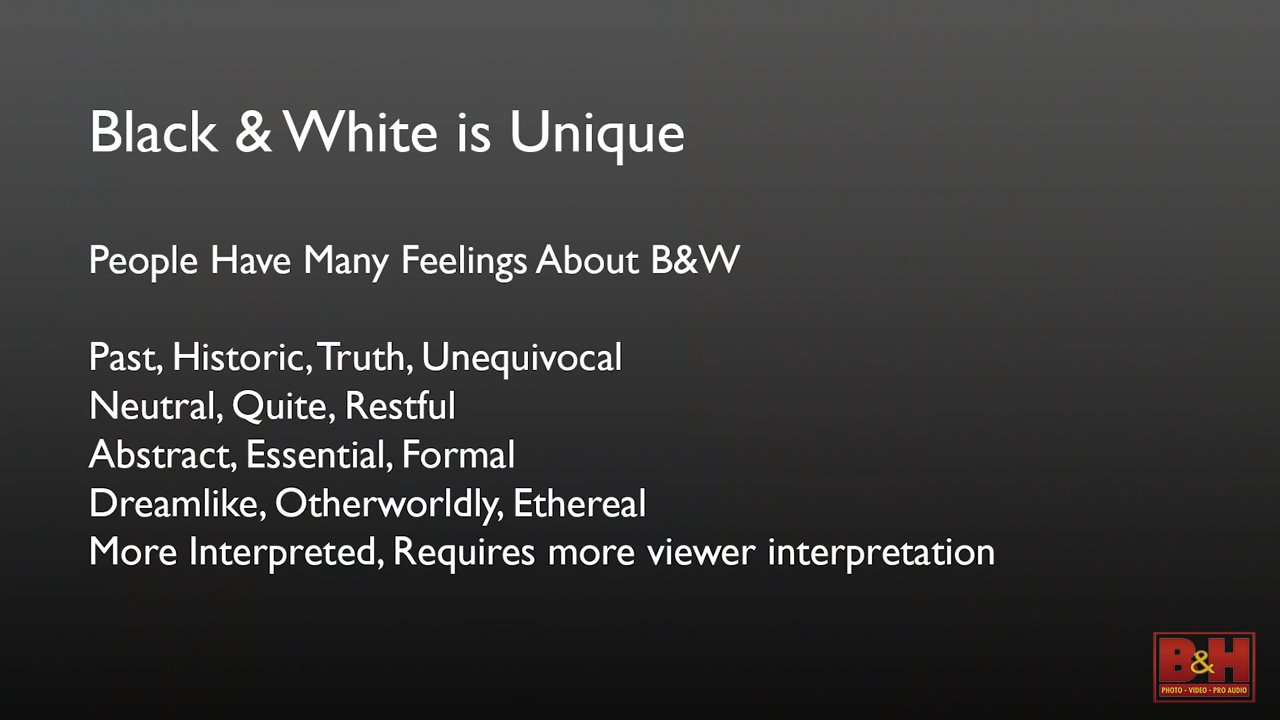 Black & White is Unique
People Have Many Feelings About B&W
Past, Historic, Truth, Unequivocal
Neutral, Quite, Restful
Abstract, Essential, Formal
Dreamlike, Otherworldly, Ethereal
More Interpreted, Requires more viewer interpretation
B&H
PHOTO - VIDEO - PRO AUDIO